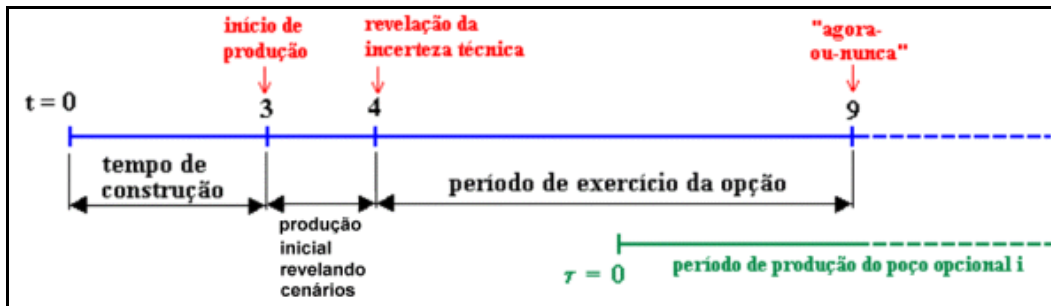 início de
produção
revelação da
incerteza técnica
"agora-
ou-nunca"
t = 0
3
4
9
tempo de
construção
produção
inicial
revelando
cenários
período de exercício da opção
τ = 0
período de produção do poço opcional i